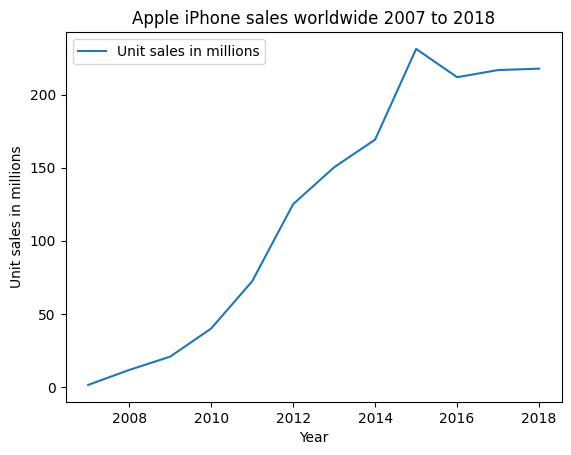 Apple iPhone sales worldwide 2007 to 2018
Unit sales in millions
200
150
100
50
0
Unit sales in millions
2008 2010 2012 2014 2016 2018
Year